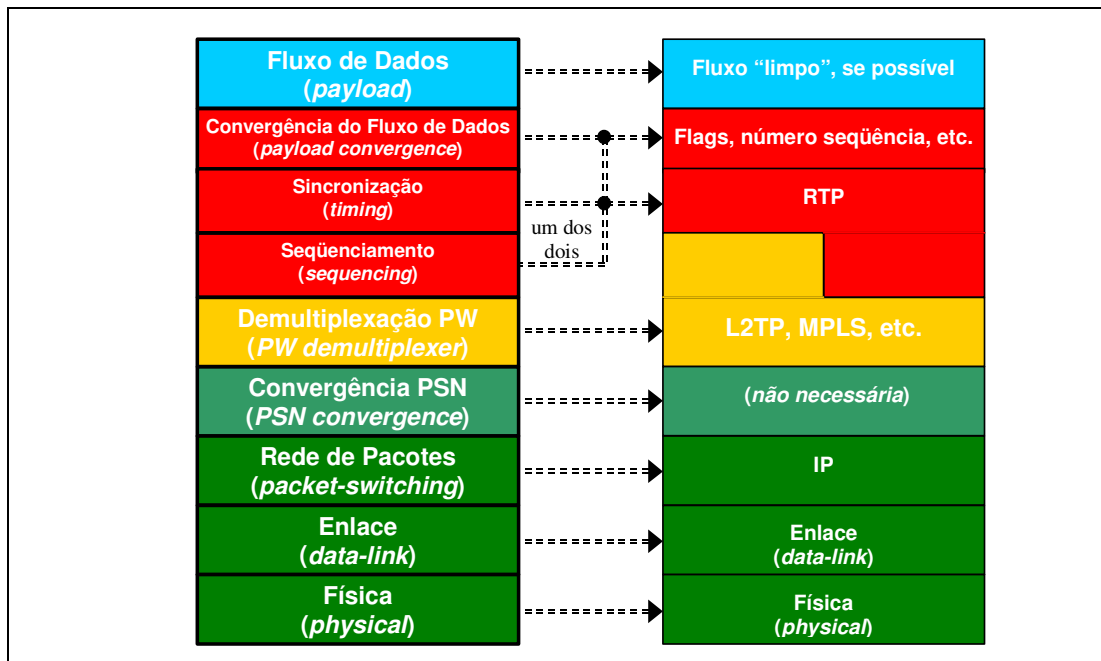 Fluxo de Dados
(payload)
Fluxo “limpo”, se possível
Convergência do Fluxo de Dados
(payload convergence)
Flags, número seqüência, etc.
Sincronização
(timing)
RTP
um dos
dois
Seqüenciamento
(sequencing)
Demultiplexação PW
(PW demultiplexer)
L2TP, MPLS, etc.
Convergência PSN
(PSN convergence)
(não necessária)
Rede de Pacotes
(packet-switching)
IP
Enlace
(data-link)
Enlace
(data-link)
Física
(physical)
Física
(physical)